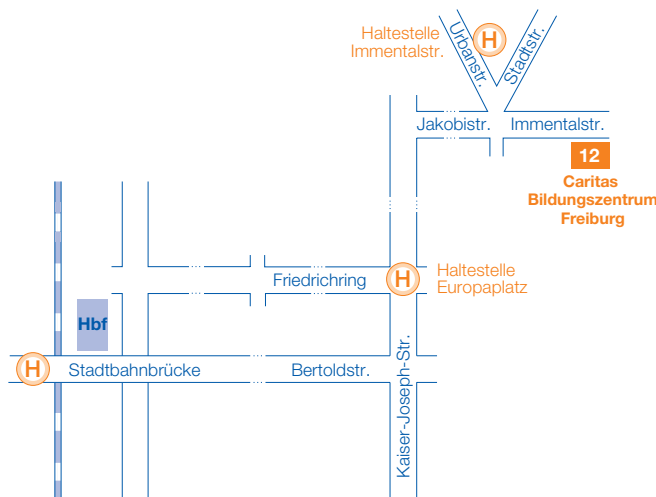 Haltestelle
Immentalstr.
Urbanstr.
H
Stadtstr.
Jakobistr.
Immentalstr.
12
Caritas
Bildungszentrum
Freiburg
Friedrichring
H
Haltestelle
Europaplatz
Hbf
H
Stadtbahnbrücke
Bertoldstr.
Kaiser-Joseph-Str.